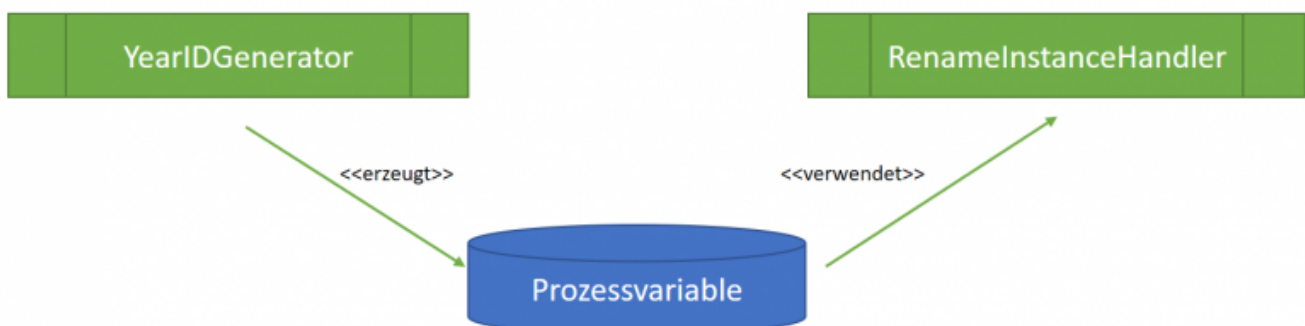 YearIDGenerator
RenameInstanceHandler
<<erzeugt>>
<<verwendet>>
Prozessvariable